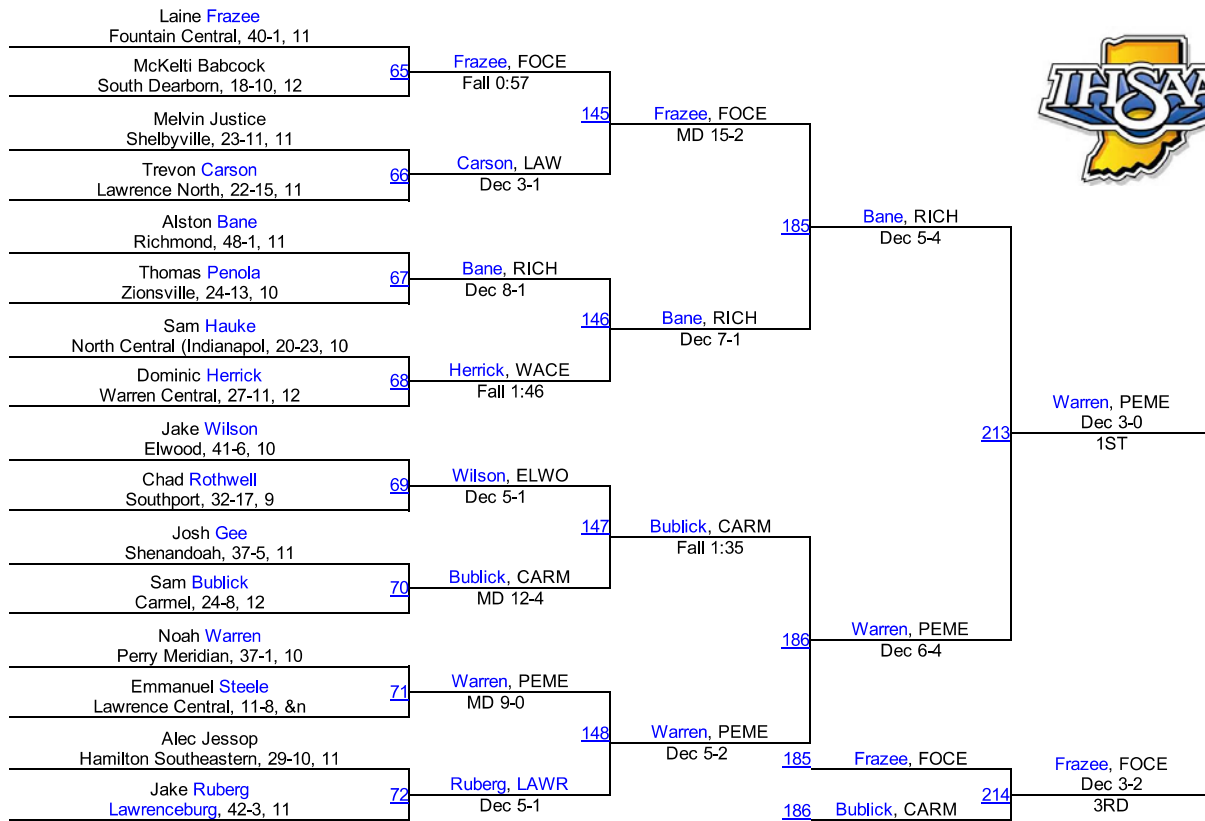 Laine Frazee
Fountain Central, 40-1, 11
McKelti Babcock
South Dearborn, 18-10, 12
Melvin Justice
Shelbyville, 23-11, 11
Trevon Carson
Lawrence North, 22-15, 11
Alston Bane
Richmond, 48-1, 11
Thomas Penola
Zionsville, 24-13, 10
Sam Hauke
North Central (Indianapol, 20-23, 10
Dominic Herrick
Warren Central, 27-11, 12
Jake Wilson
Elwood, 41-6, 10
Chad Rothwell
Southport, 32-17, 9
Josh Gee
Shenandoah, 37-5, 11
Sam Bublick
Carmel, 24-8, 12
Noah Warren
Perry Meridian, 37-1, 10
Emmanuel Steele
Lawrence Central, 11-8, &n
Alec Jessop
Hamilton Southeastern, 29-10, 11
Jake Ruberg
Lawrenceburg, 42-3, 11
65
Frazee, FOCE
Fall 0:57
66
Carson, LAW
Dec 3-1
67
Bane, RICH
Dec 8-1
68
Herrick, WACE
Fall 1:46
69
Wilson, ELWO
Dec 5-1
70
Bublick, CARM
MD 12-4
71
Warren, PEME
MD 9-0
72
Ruberg, LAWR
Dec 5-1
145
Frazee, FOCE
MD 15-2
146
Bane, RICH
Dec 7-1
147
Bublick, CARM
Fall 1:35
148
Warren, PEME
Dec 5-2
185
Bane, RICH
Dec 5-4
186
Warren, PEME
Dec 6-4
213
Warren, PEME
Dec 3-0
1ST
185
Frazee, FOCE
186
Bublick, CARM
214
Frazee, FOCE
Dec 3-2
3RD
IHSAA